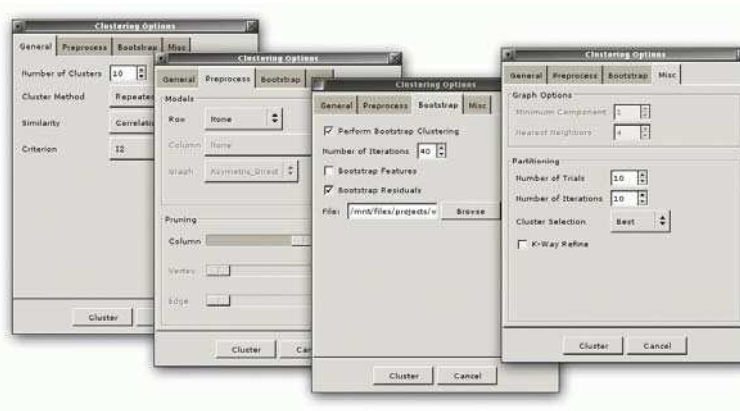 Clustering Options
General Preprocess Bootstrap Misc
Number of Clusters 10
Cluster Method
Similarity
Criterion I2
Cluster
Clustering Options
General Preprocess Bootstrap
Models
Row None
Column None
Graph
Pruning
Column
Vertex
Edge
Cluster
Clustering Options
General Preprocess Bootstrap Misc
Perform Bootstrap Clustering
Number of Iterations 40
Bootstrap Features
Bootstrap Residuals
File: /mnt/files/projects/ Browse
Cluster Cancel
Clustering Options
General Preprocess Bootstrap Misc
Graph Options
Minimum Component
Nearest Neighbors 4
Partitioning
Number of Trials 10
Number of Iterations 10
Cluster Selection Best
K-Way Refine
Cluster Cancel